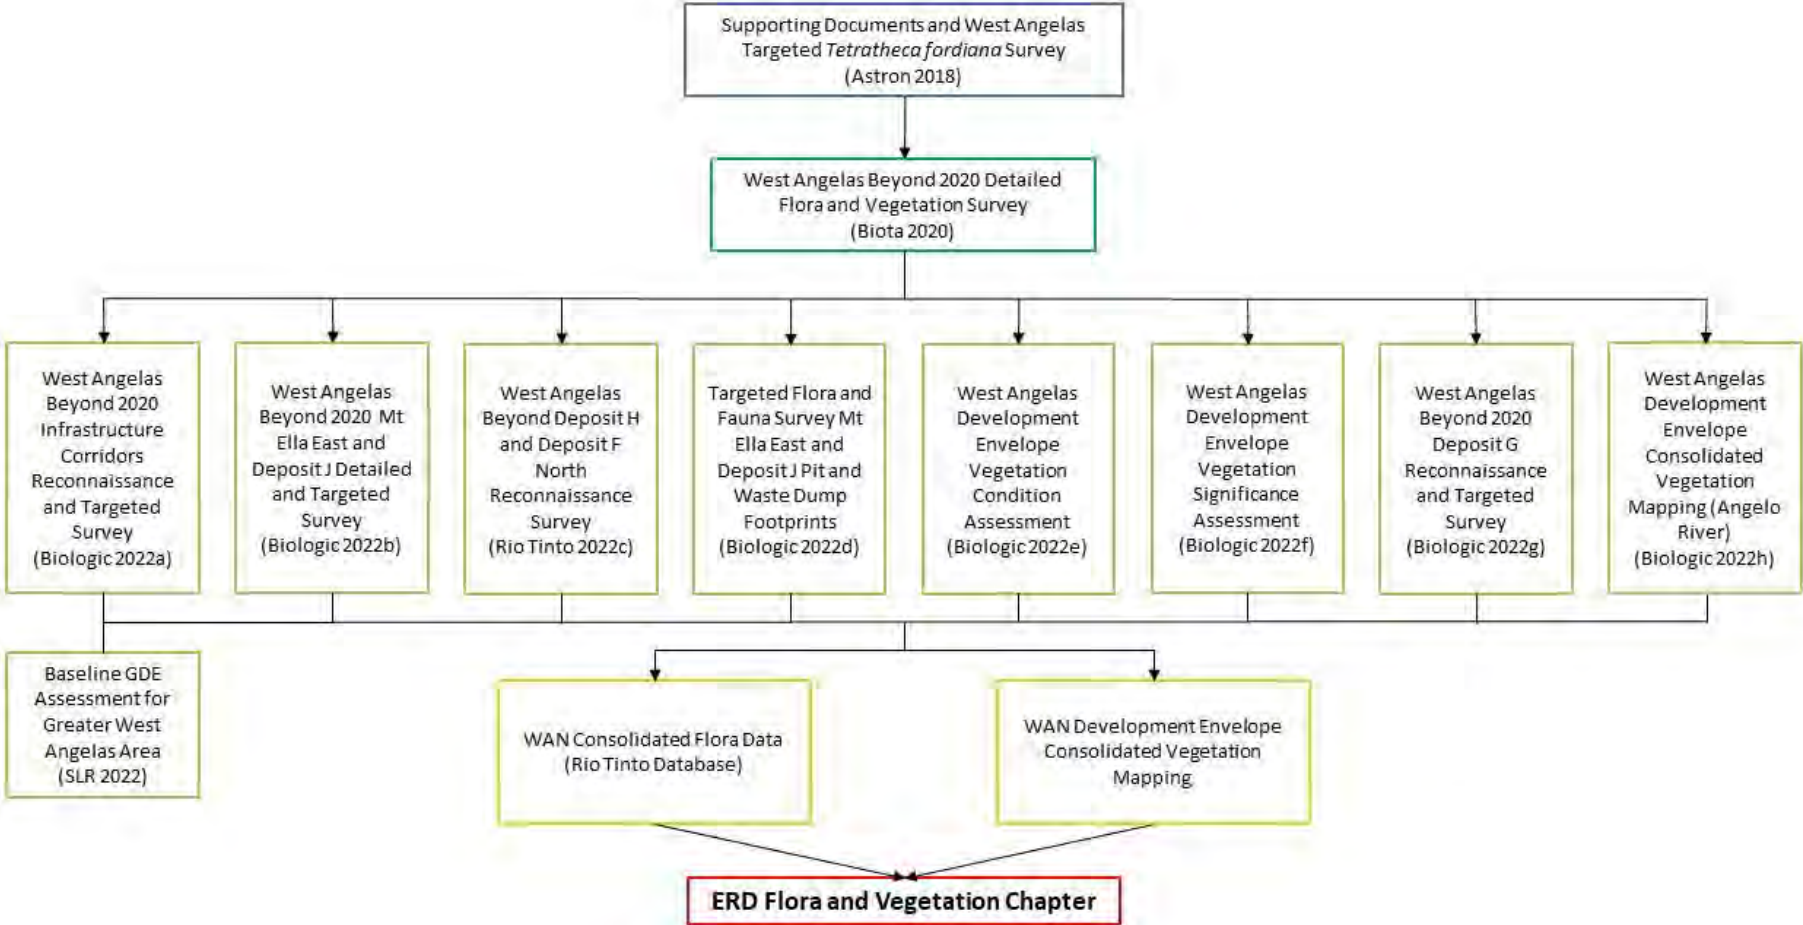 Supporting Documents and West Angelas
Targeted Tetratheca fordiana Survey
(Astron 2018)
West Angelas Beyond 2020 Detailed
Flora and Vegetation Survey
(Biota 2020)
West Angelas
Beyond 2020
Infrastructure
Corridors
Reconnaissance
and Targeted
Survey
(Biologic 2022a)
West Angelas
Beyond 2020 Mt
Ella East and
Deposit J Detailed
and Targeted
Survey
(Biologic 2022b)
West Angelas
Beyond Deposit H
and Deposit F
North
Reconnaissance
Survey
(Rio Tinto 2022c)
Targeted Flora and
Fauna Survey Mt
Ella East and
Deposit J Pit and
Waste Dump
Footprints
(Biologic 2022d)
West Angelas
Development
Envelope
Vegetation
Condition
Assessment
(Biologic 2022e)
West Angelas
Development
Envelope
Vegetation
Significance
Assessment
(Biologic 2022f)
West Angelas
Beyond 2020
Deposit G
Reconnaissance
and Targeted
Survey
(Biologic 2022g)
West Angelas
Development
Envelope
Consolidated
Vegetation
Mapping (Angelo
River)
(Biologic 2022h)
Baseline GDE
Assessment for
Greater West
Angelas Area
(SLR 2022)
WAN Consolidated Flora Data
(Rio Tinto Database)
WAN Development Envelope
Consolidated Vegetation
Mapping
ERD Flora and Vegetation Chapter